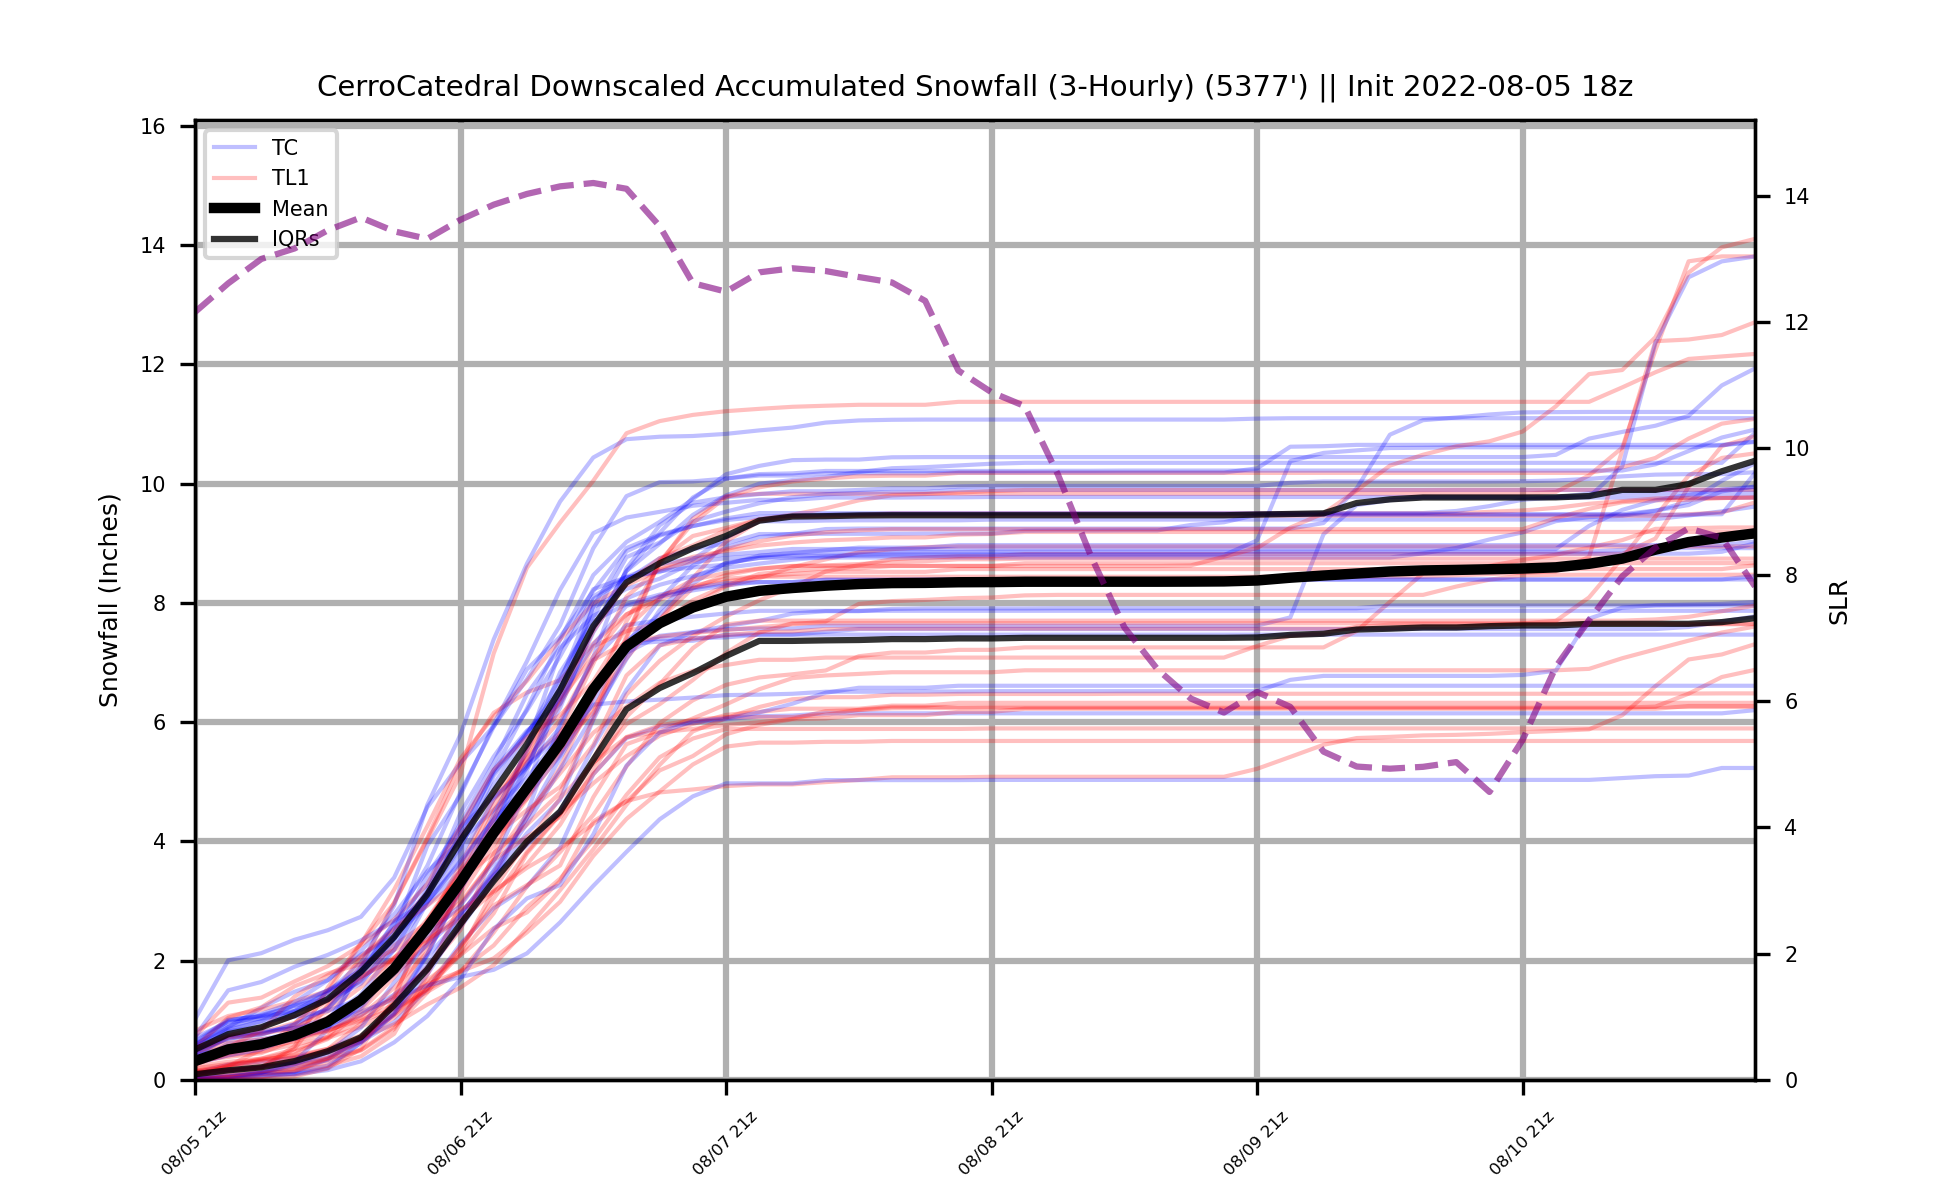 CerroCatedral Downscaled Accumulated Snowfall (3-Hourly) (5377') || Init 2022-08-05 18z
TC
TL1
Mean
IQRs
16
14
12
10
8
6
4
2
0
Snowfall (Inches)
14
12
10
8
6
4
2
0
SLR
08/05 21z
08/06 21z
08/07 21z
08/08 21z
08/09 21z
08/10 21z